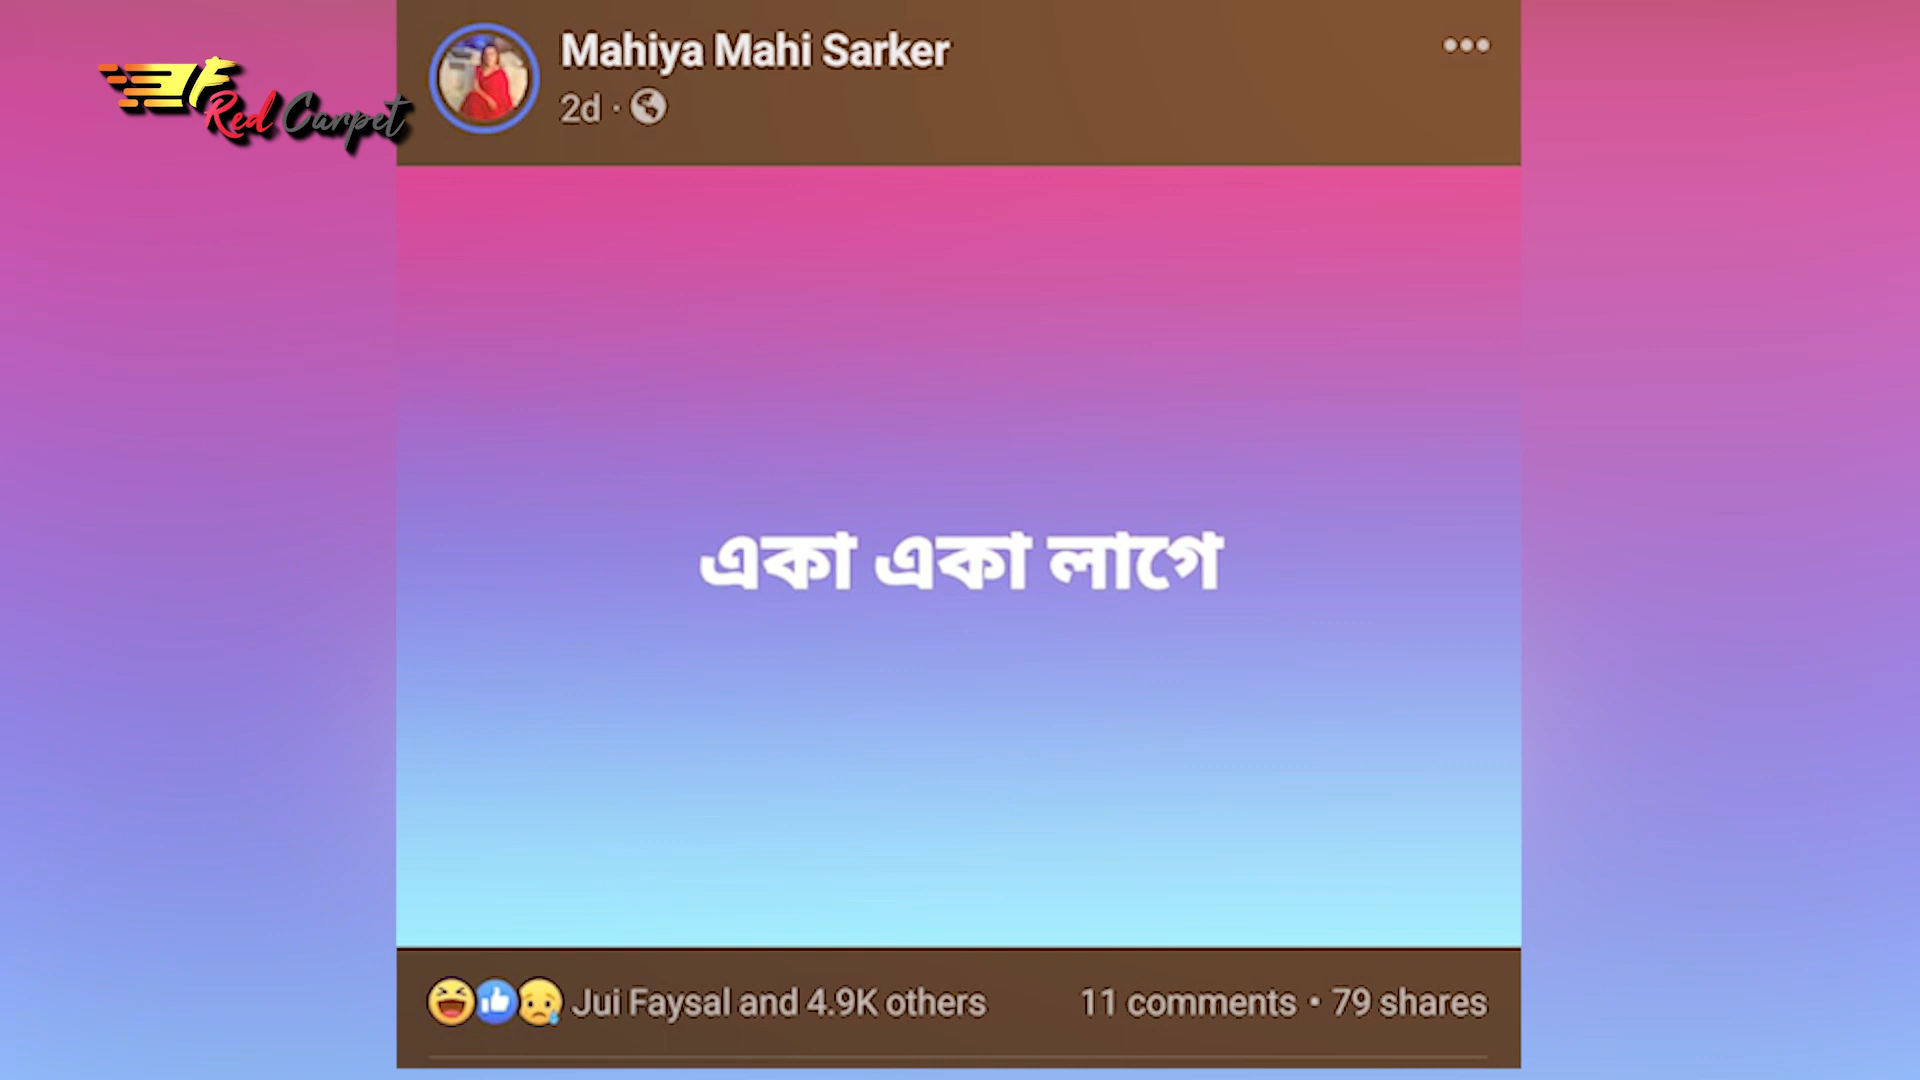 Red Carpet
Mahiya Mahi Sarker
2d ·
একা একা লাগে
Jui Faysal and 4.9K others
11 comments • 79 shares